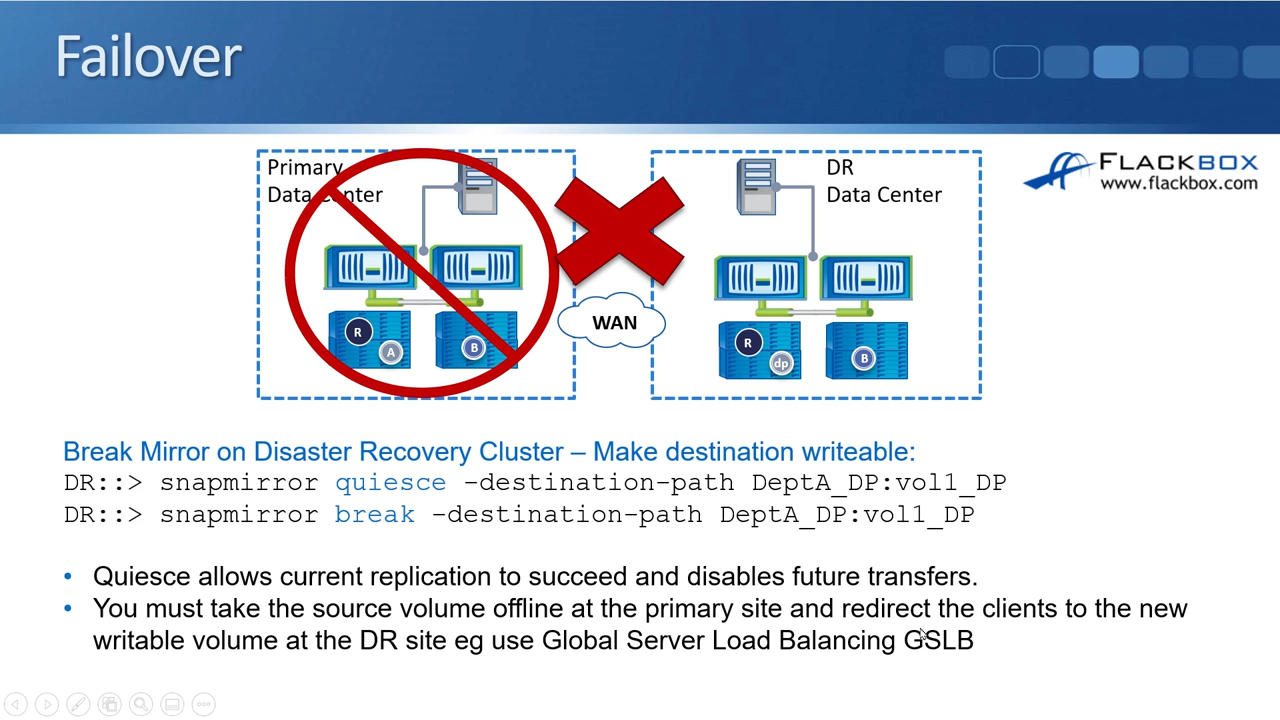 Failover
Primary
Data Center
DR
Data Center
FLACKBOX
www.flackbox.com
WAN
R
A
B
R
dp
B
Break Mirror on Disaster Recovery Cluster – Make destination writeable:
DR::> snapmirror quiesce -destination-path DeptA_DP:vol1_DP
DR::> snapmirror break -destination-path DeptA_DP:vol1_DP
• Quiesce allows current replication to succeed and disables future transfers.
• You must take the source volume offline at the primary site and redirect the clients to the new
writable volume at the DR site eg use Global Server Load Balancing GSLB